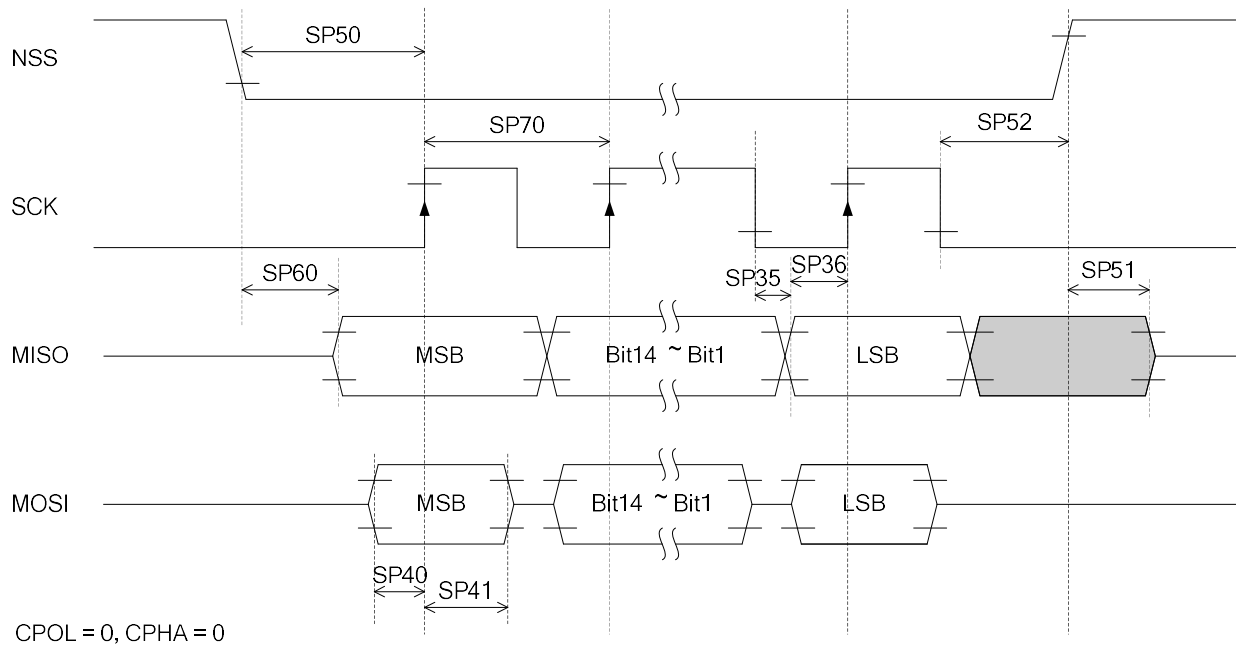 SP50
NSS
SP70
SP52
SCK
SP60
SP35
SP36
SP51
MISO
MSB
Bit14 ~ Bit1
LSB
MOSI
MSB
Bit14 ~ Bit1
LSB
SP40
SP41
CPOL = 0, CPHA = 0